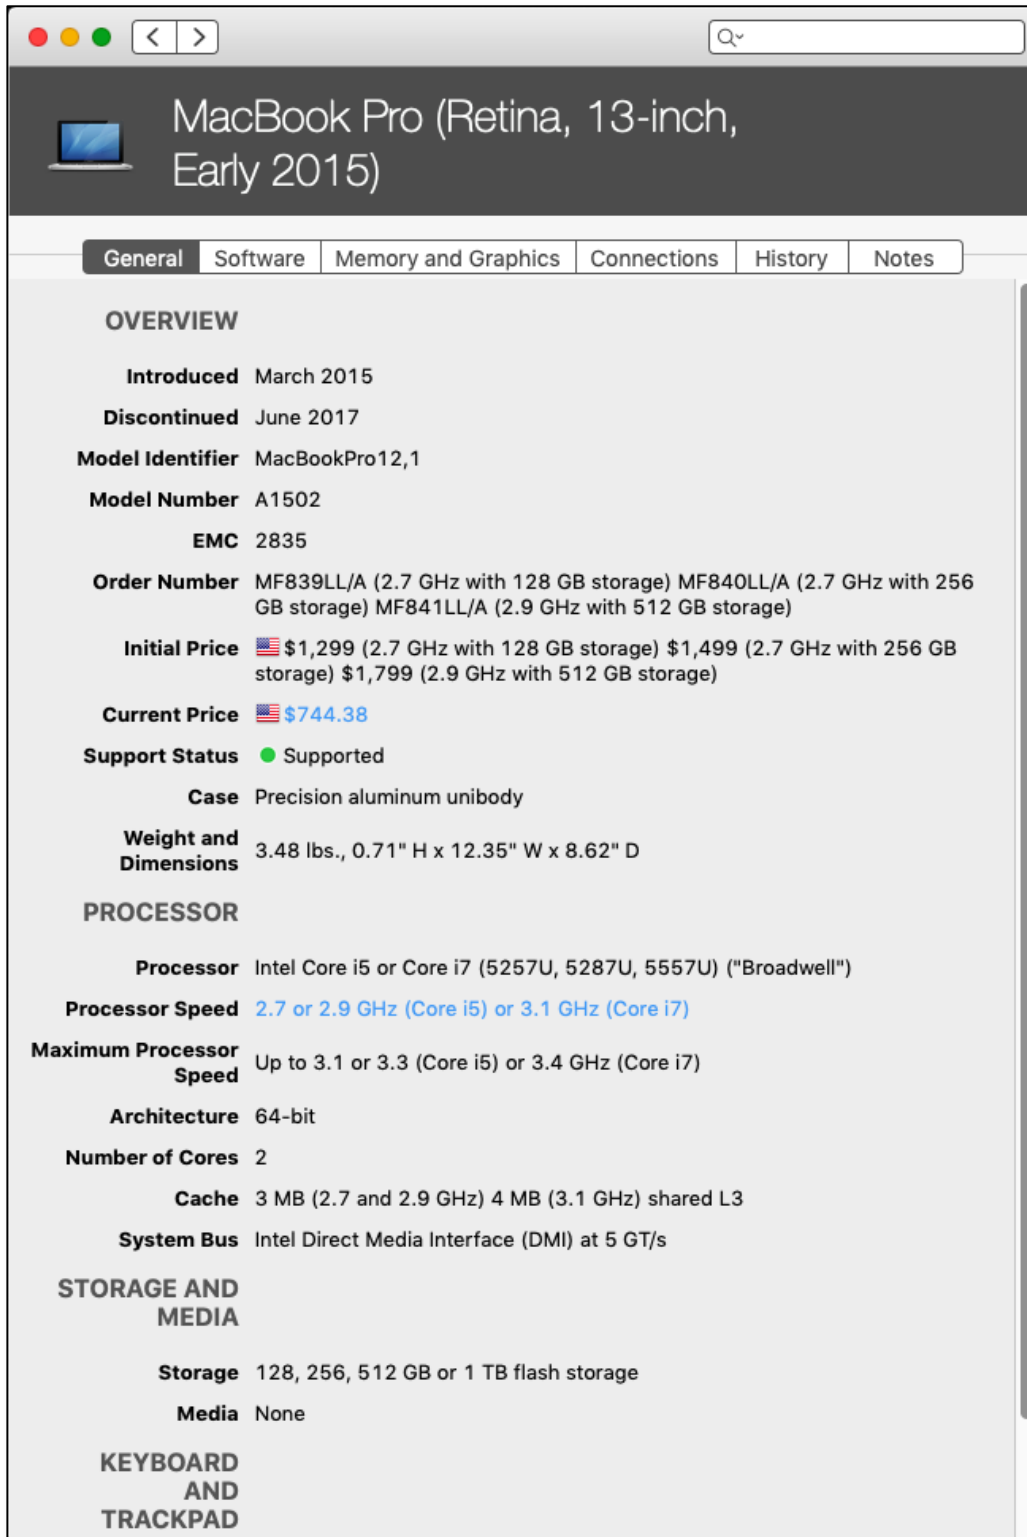 MacBook Pro (Retina, 13-inch,
Early 2015)
General Software Memory and Graphics Connections History Notes
OVERVIEW
Introduced March 2015
Discontinued June 2017
Model Identifier MacBookPro12,1
Model Number A1502
EMC 2835
Order Number MF839LL/A (2.7 GHz with 128 GB storage) MF840LL/A (2.7 GHz with 256
GB storage) MF841LL/A (2.9 GHz with 512 GB storage)
Initial Price $1,299 (2.7 GHz with 128 GB storage) $1,499 (2.7 GHz with 256 GB
storage) $1,799 (2.9 GHz with 512 GB storage)
Current Price $744.38
Support Status Supported
Case Precision aluminum unibody
Weight and
Dimensions 3.48 lbs., 0.71" H x 12.35" W x 8.62" D
PROCESSOR
Processor Intel Core i5 or Core i7 (5257U, 5287U, 5557U) ("Broadwell")
Processor Speed 2.7 or 2.9 GHz (Core i5) or 3.1 GHz (Core i7)
Maximum Processor
Speed Up to 3.1 or 3.3 (Core i5) or 3.4 GHz (Core i7)
Architecture 64-bit
Number of Cores 2
Cache 3 MB (2.7 and 2.9 GHz) 4 MB (3.1 GHz) shared L3
System Bus Intel Direct Media Interface (DMI) at 5 GT/s
STORAGE AND
MEDIA
Storage 128, 256, 512 GB or 1 TB flash storage
Media None
KEYBOARD
AND
TRACKPAD